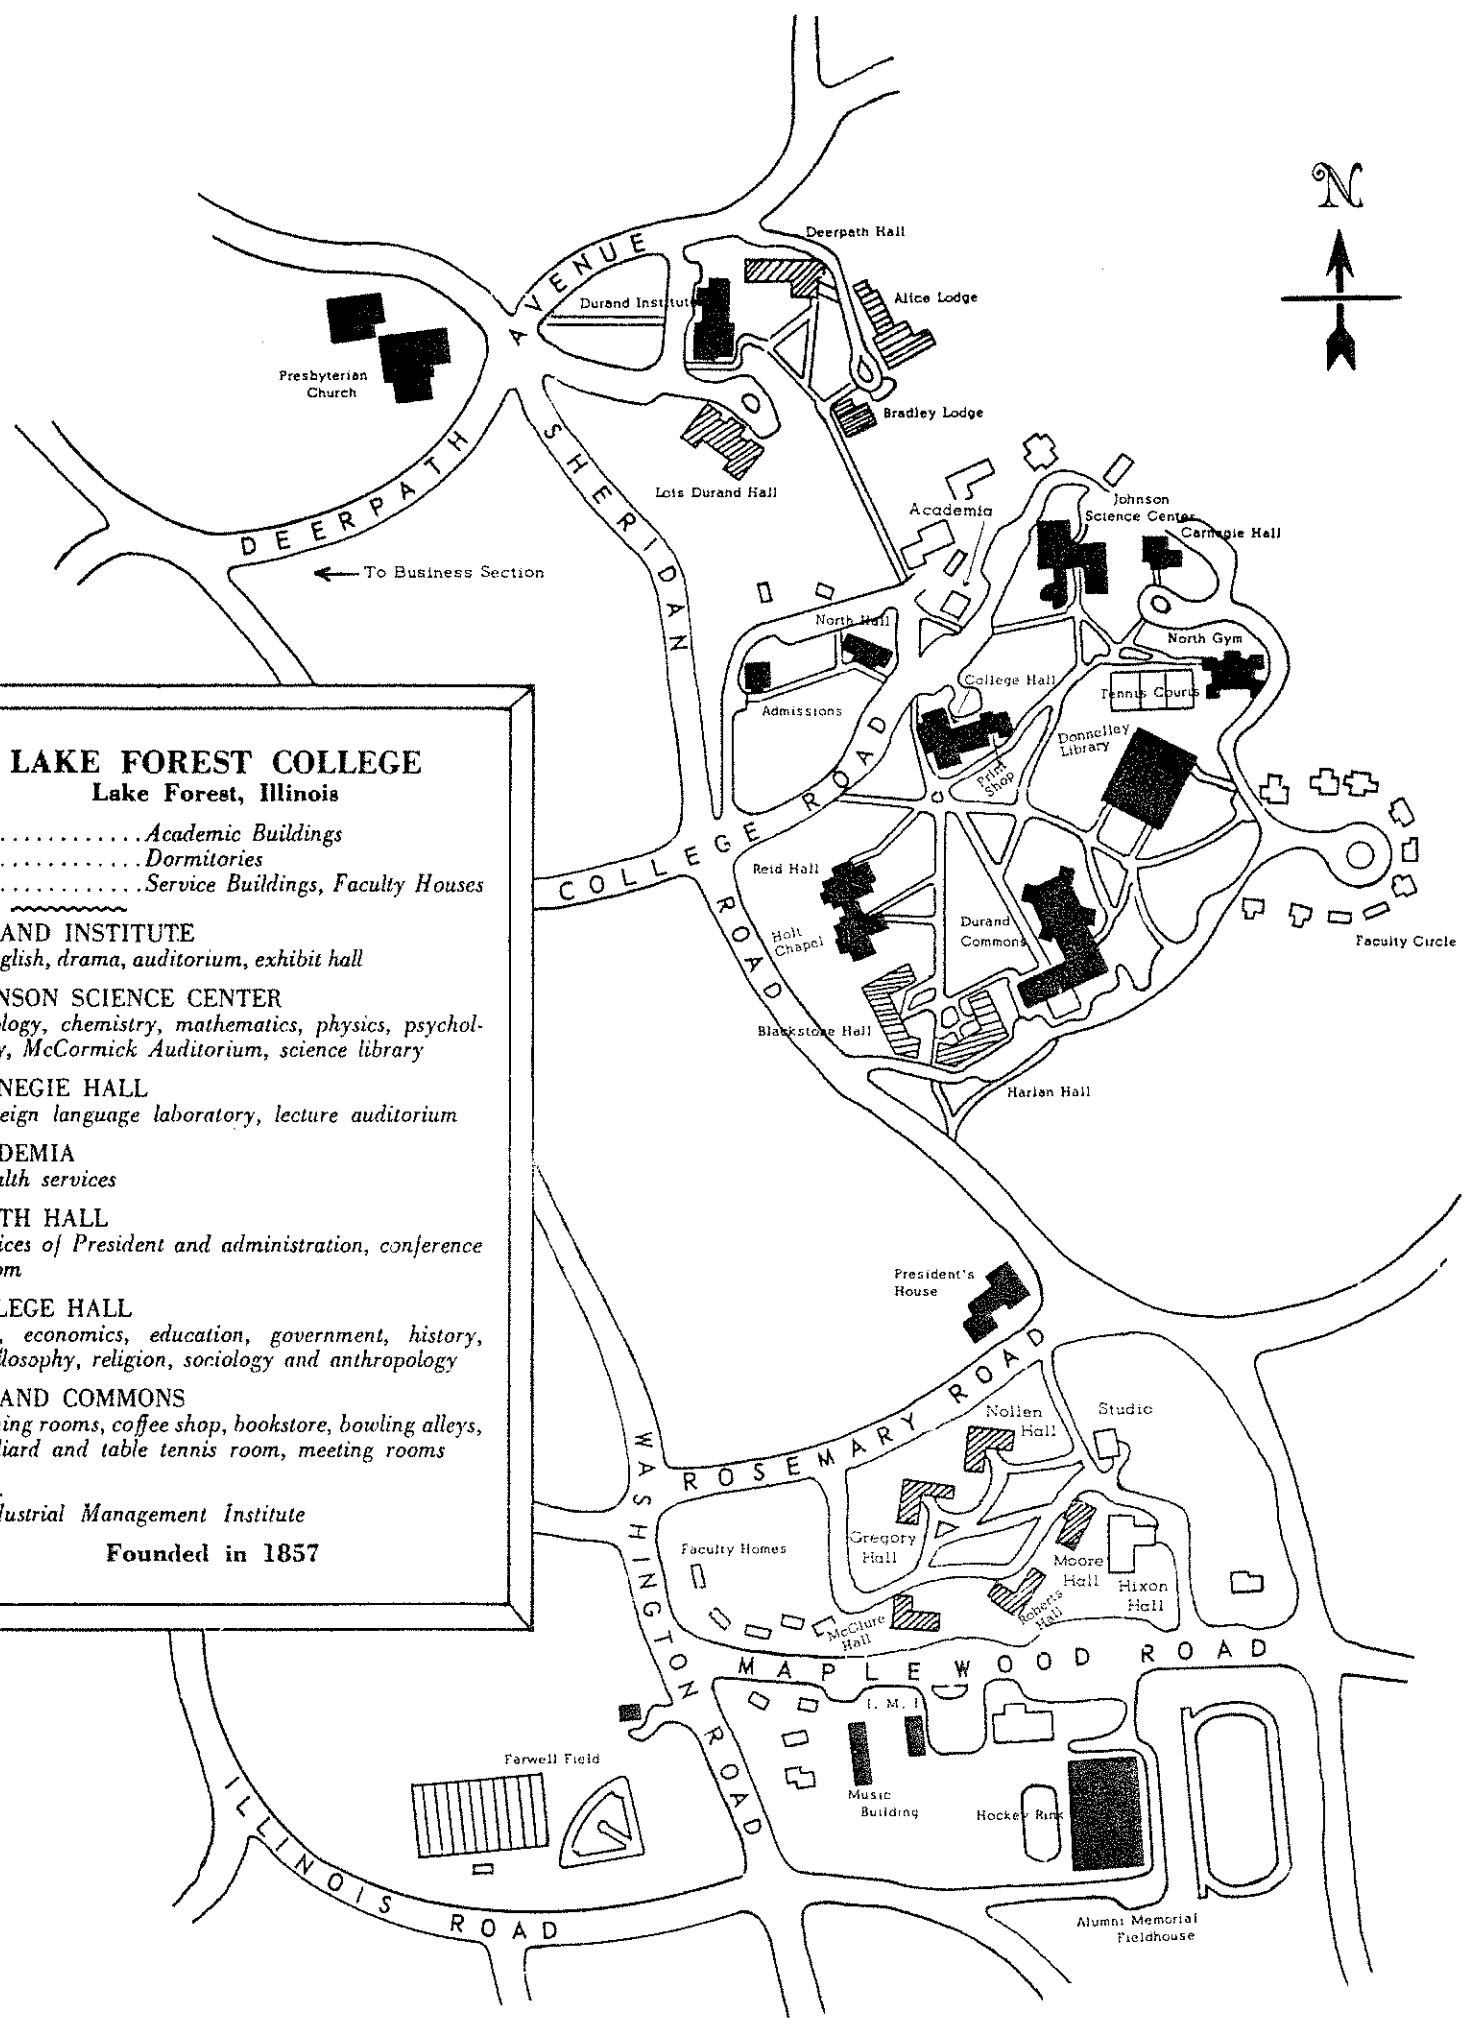 N
Deerpath Hall
AVENUE
Durand Institute
Alice Lodge
Presbyterian
Church
Bradley Lodge
DEERPATH
SHERIDAN
ROAD
Lois Durand Hall
Academia
Johnson
Science Center
Carnegie Hall
To Business Section
North Hall
North Gym
College Hall
Tennis Courts
Admissions
Donnelley
Library
Print
Shop
COLLEGE ROAD
Reid Hall
Holt
Chapel
Durand
Commons
Faculty Circle
Blackstone Hall
Harlan Hall
LAKE FOREST COLLEGE
Lake Forest, Illinois
............Academic Buildings
............Dormitories
............Service Buildings, Faculty Houses
AND INSTITUTE
glish, drama, auditorium, exhibit hall
NSON SCIENCE CENTER
logy, chemistry, mathematics, physics, psychol-
y, McCormick Auditorium, science library
NEGIE HALL
eign language laboratory, lecture auditorium
DEMIA
alth services
TH HALL
ices of President and administration, conference
om
LEGE HALL
, economics, education, government, history,
losophy, religion, sociology and anthropology
AND COMMONS
ing rooms, coffee shop, bookstore, bowling alleys,
liard and table tennis room, meeting rooms
lustrial Management Institute
Founded in 1857
President's
House
ROSEMARY ROAD
Nollen
Hall
Studio
WASHINGTON ROAD
Gregory
Hall
Faculty Homes
Moore
Hall
Hixon
Hall
Roberts
Hall
McClure
Hall
MAPLEWOOD ROAD
I. M. I.
Farwell Field
Music
Building
Hockey Rink
ILLINOIS ROAD
Alumni Memorial
Fieldhouse